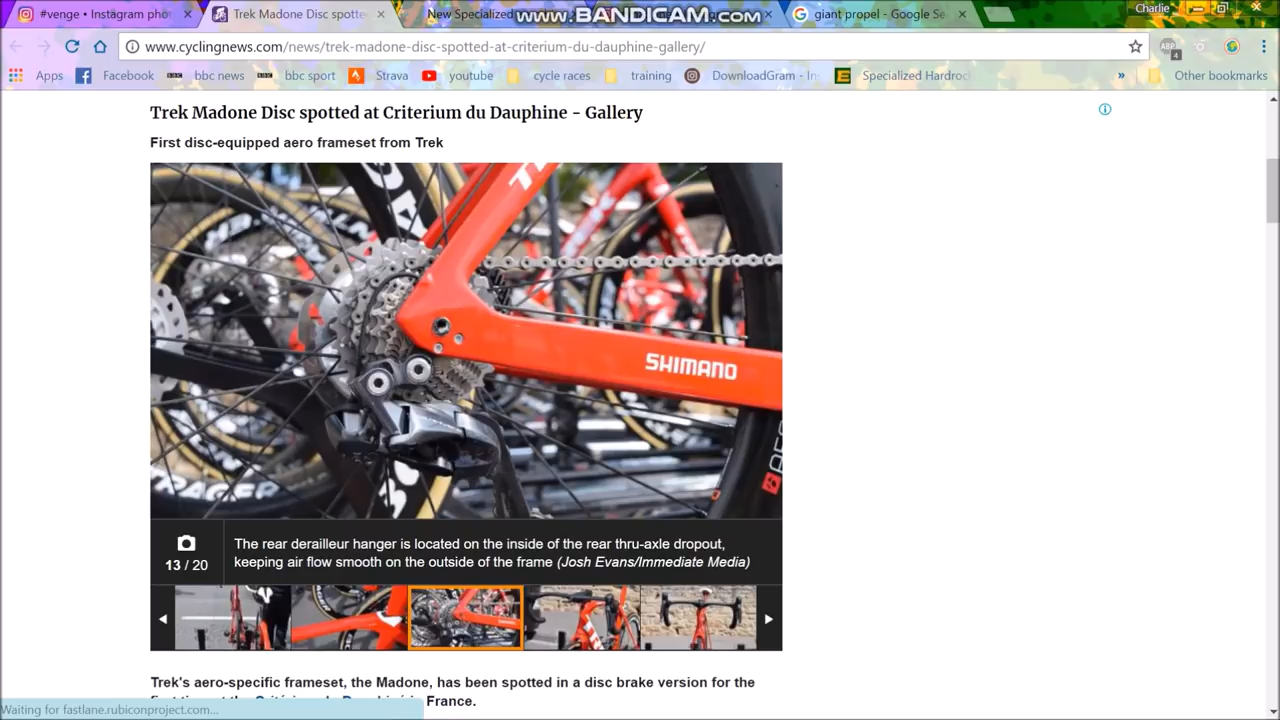 #venge • Instagram phot
Trek Madone Disc spotte
New Specialized
www.BANDICAM.com
giant propel - Google Se
Charlie
www.cyclingnews.com/news/trek-madone-disc-spotted-at-criterium-du-dauphine-gallery/
ABP
4
Apps
Facebook
bbc news
bbc sport
Strava
youtube
cycle races
training
DownloadGram - In
Specialized Hardroc
»
Other bookmarks
Trek Madone Disc spotted at Criterium du Dauphine - Gallery
First disc-equipped aero frameset from Trek
SHIMANO
The rear derailleur hanger is located on the inside of the rear thru-axle dropout,
13 / 20
keeping air flow smooth on the outside of the frame (Josh Evans/Immediate Media)
Trek's aero-specific frameset, the Madone, has been spotted in a disc brake version for the
France.
Waiting for fastlane.rubiconproject.com...